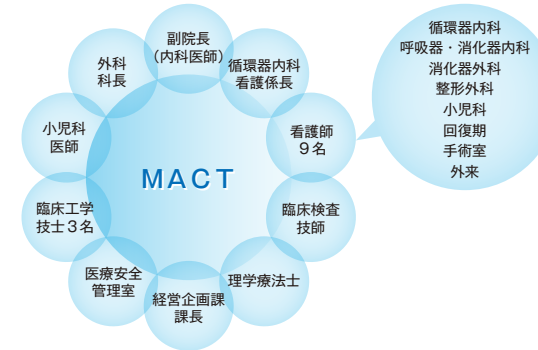 副院長
（内科医師）
循環器内科
看護係長
看護師
9名
臨床検査
技師
理学療法士
経営企画課
課長
医療安全
管理室
臨床工学
技士3名
小児科
医師
外科
科長
MACT
循環器内科
呼吸器・消化器内科
消化器外科
整形外科
小児科
回復期
手術室
外来